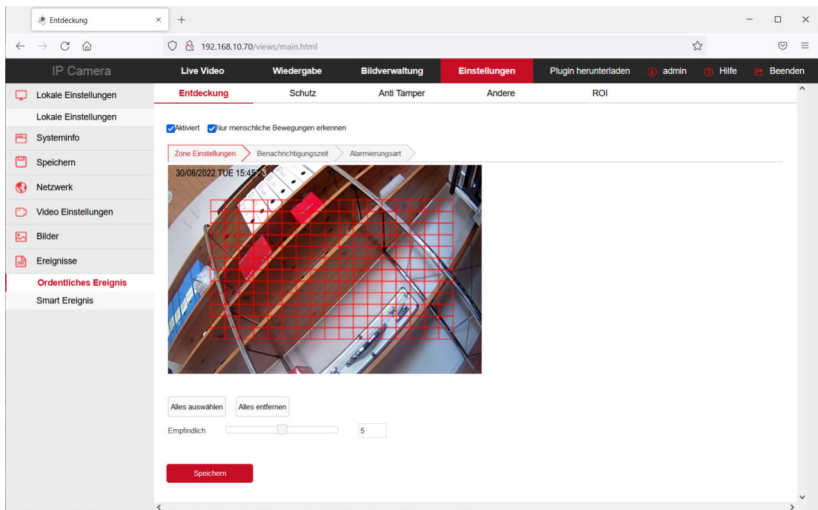 Entdeckung
192.168.10.70/views/main.html
IP Camera
Live Video
Wiedergabe
Bildverwaltung
Einstellungen
Plugin herunterladen
admin
Hilfe
Beenden
Lokale Einstellungen
Lokale Einstellungen
Systeminfo
Speichern
Netzwerk
Video Einstellungen
Bilder
Ereignisse
Ordentliches Ereignis
Smart Ereignis
Entdeckung
Schutz
Anti Tamper
Andere
ROI
Aktiviert
Nur menschliche Bewegungen erkennen
Zone Einstellungen
Benachrichtigungszeit
Alarmierungsart
30/08/2022 TUE 15:45
Alles auswählen
Alles entfernen
Empfindlich
5
Speichern